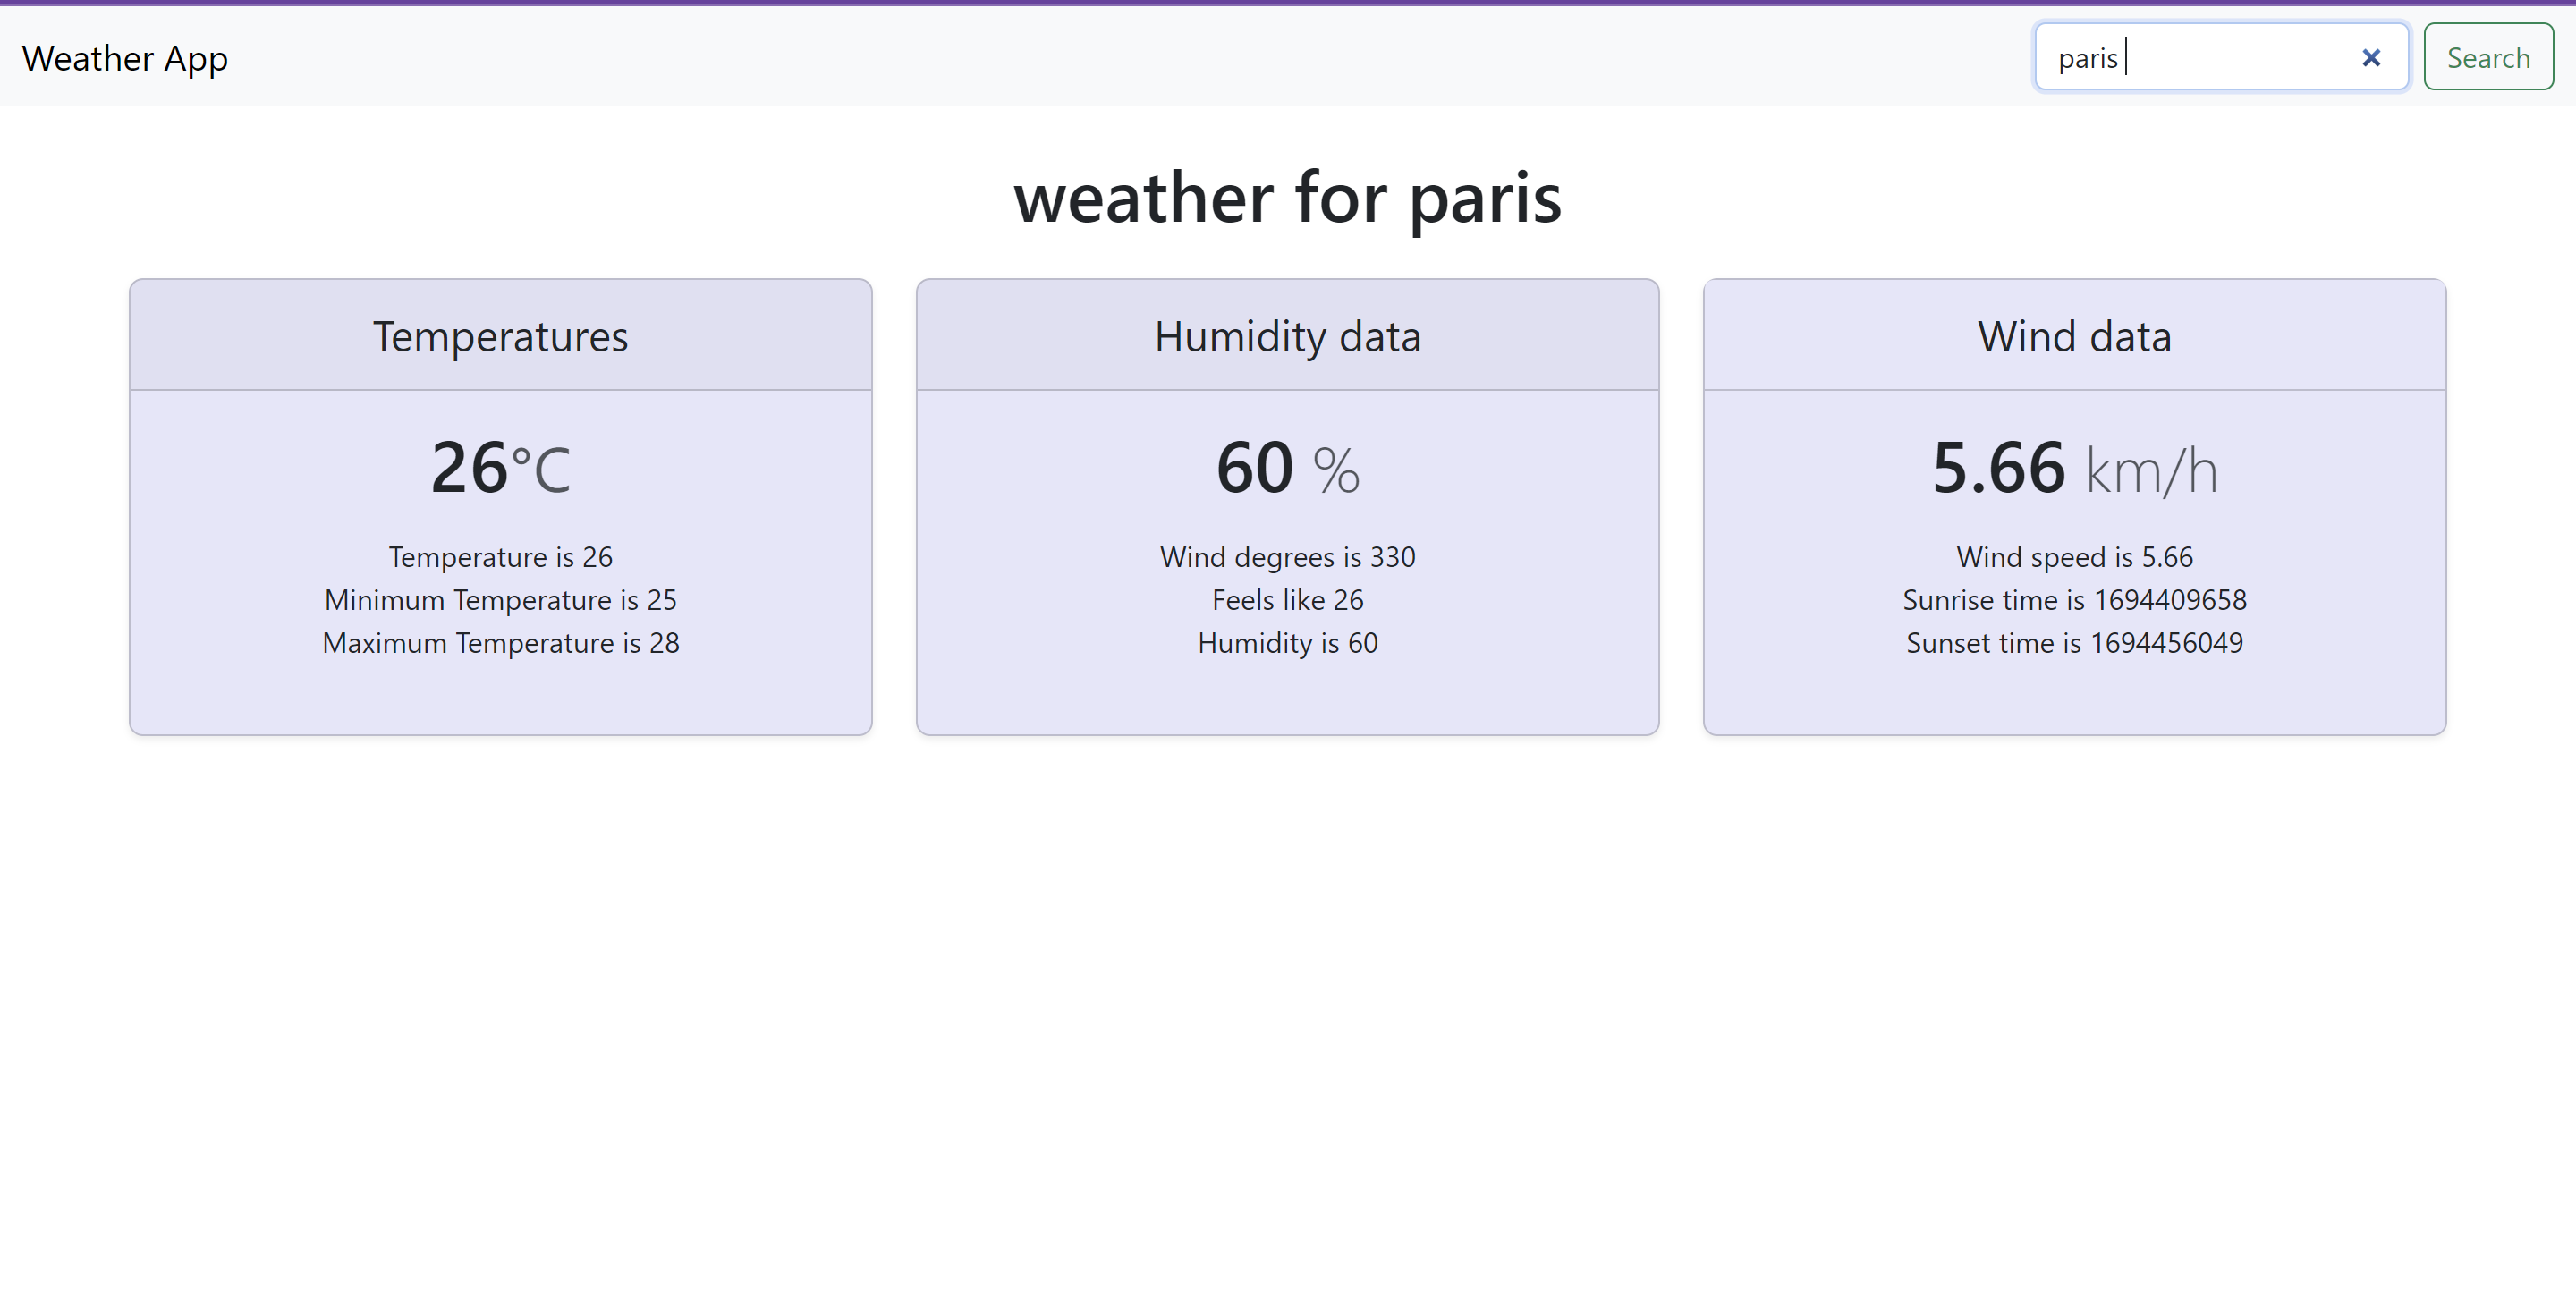 Weather App
paris
Search
weather for paris
Temperatures
26°C
Temperature is 26
Minimum Temperature is 25
Maximum Temperature is 28
Humidity data
60 %
Wind degrees is 330
Feels like 26
Humidity is 60
Wind data
5.66 km/h
Wind speed is 5.66
Sunrise time is 1694409658
Sunset time is 1694456049